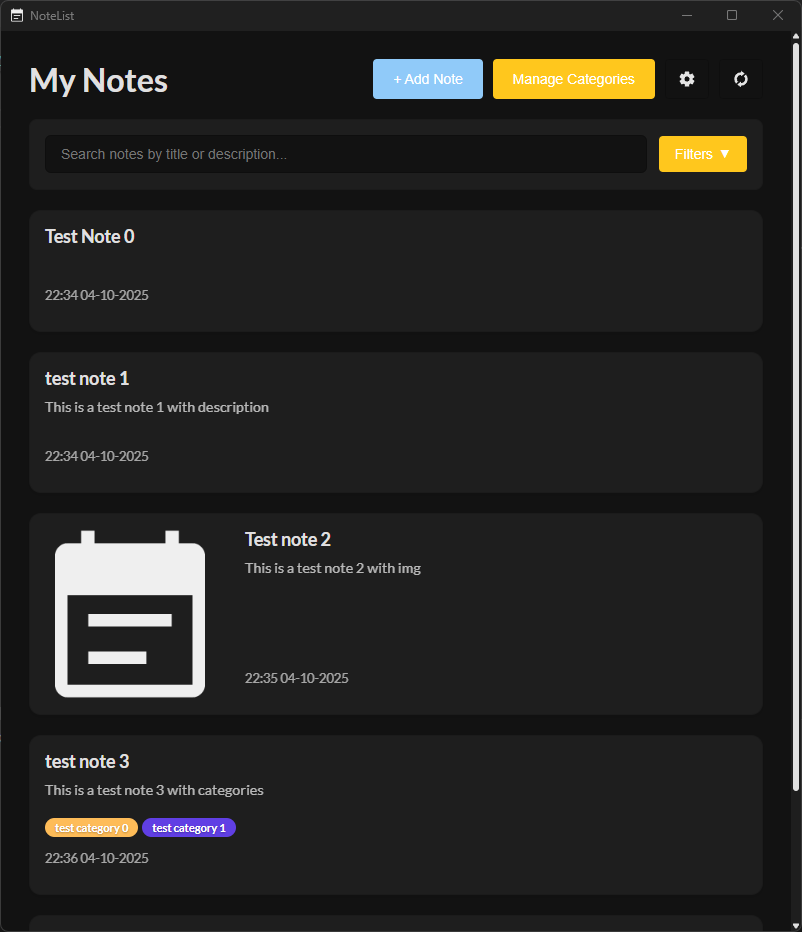 NoteList
My Notes
+ Add Note
Manage Categories
Search notes by title or description...
Filters ▼
Test Note 0
22:34 04-10-2025
test note 1
This is a test note 1 with description
22:34 04-10-2025
Test note 2
This is a test note 2 with img
22:35 04-10-2025
test note 3
This is a test note 3 with categories
test category 0 test category 1
22:36 04-10-2025